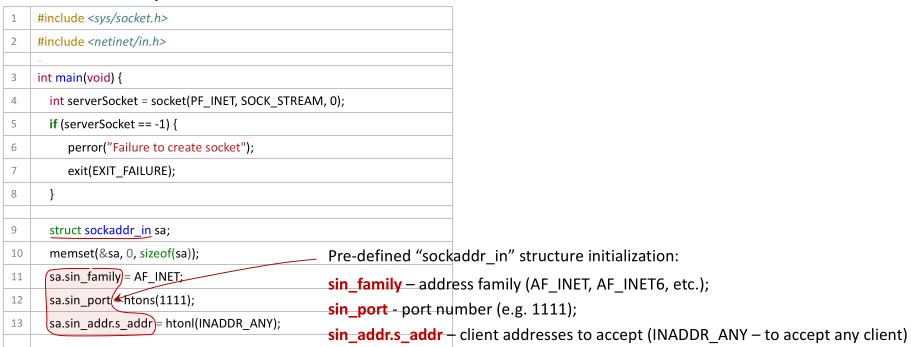 1 #include <sys/socket.h>
2 #include <netinet/in.h>
..
3 int main(void) {
4 int serverSocket = socket(PF_INET, SOCK_STREAM, 0);
5 if (serverSocket == -1) {
6 perror("Failure to create socket");
7 exit(EXIT_FAILURE);
8 }
9 struct sockaddr_in sa;
10 memset(&sa, 0, sizeof(sa));
11 sa.sin_family = AF_INET;
12 sa.sin_port = htons(1111);
13 sa.sin_addr.s_addr = htonl(INADDR_ANY);
Pre-defined “sockaddr_in” structure initialization:
sin_family – address family (AF_INET, AF_INET6, etc.);
sin_port - port number (e.g. 1111);
sin_addr.s_addr – client addresses to accept (INADDR_ANY – to accept any client)